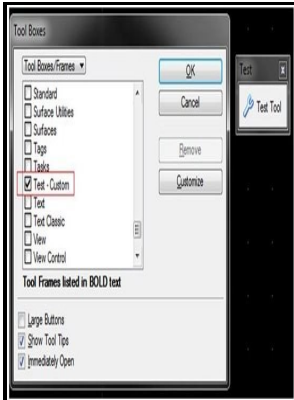 Tool Boxes
Tool Boxes/Frames
OK
Cancel
Remove
Customize
Standard
Surface Utilities
Surfaces
Tags
Tasks
Test - Custom
Text
Text Classic
View
View Control
Tool Frames listed in BOLD text
Large Buttons
Show Tool Tips
Immediately Open
Test
x
Test Tool